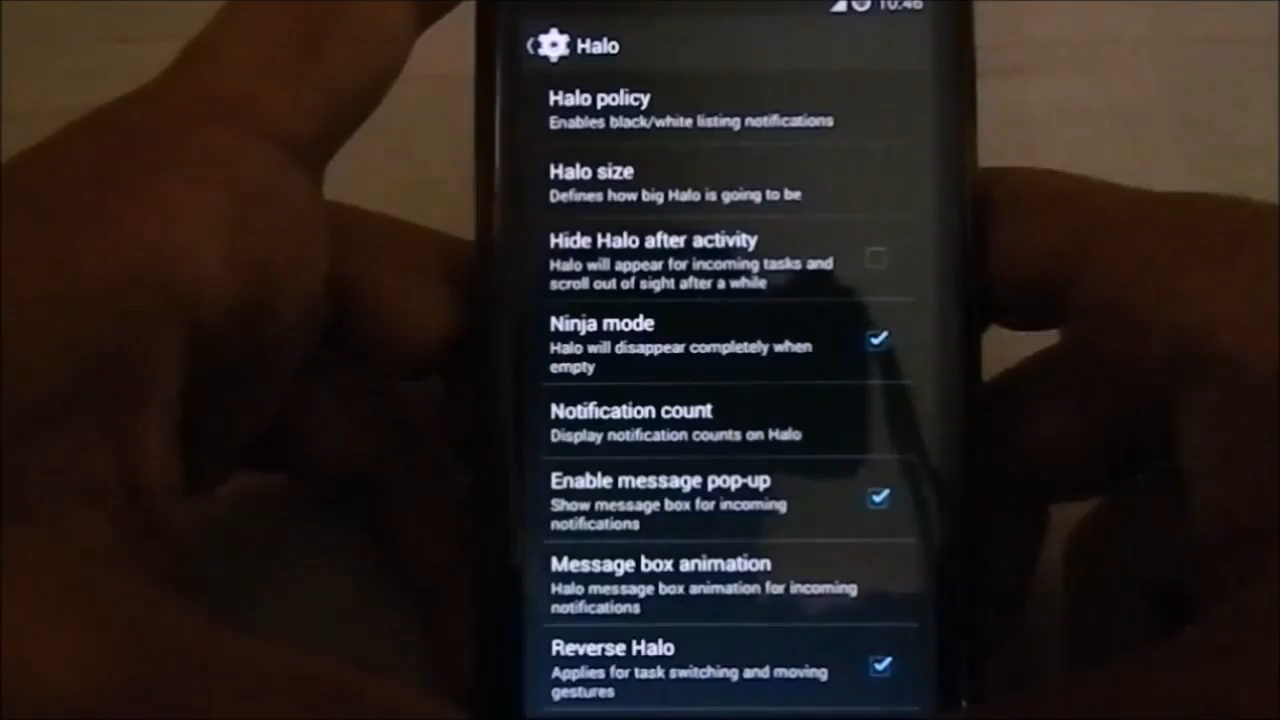 10:46
Halo
Halo policy
Enables black/white listing notifications
Halo size
Defines how big Halo is going to be
Hide Halo after activity
Halo will appear for incoming tasks and
scroll out of sight after a while
Ninja mode
Halo will disappear completely when
empty
Notification count
Display notification counts on Halo
Enable message pop-up
Show message box for incoming
notifications
Message box animation
Halo message box animation for incoming
notifications
Reverse Halo
Applies for task switching and moving
gestures